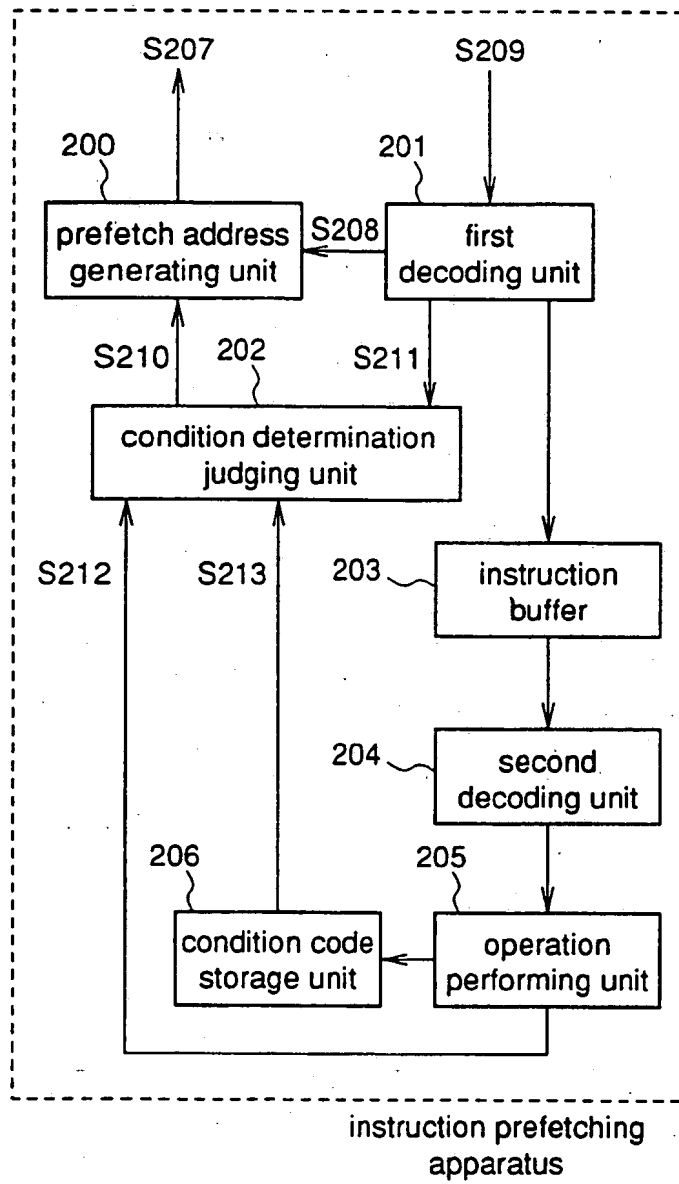 S207
S209
200
201
prefetch address
generating unit
S208
first
decoding unit
S210
202
S211
condition determination
judging unit
S212
S213
203
instruction
buffer
204
second
decoding unit
206
205
condition code
storage unit
operation
performing unit
instruction prefetching
apparatus